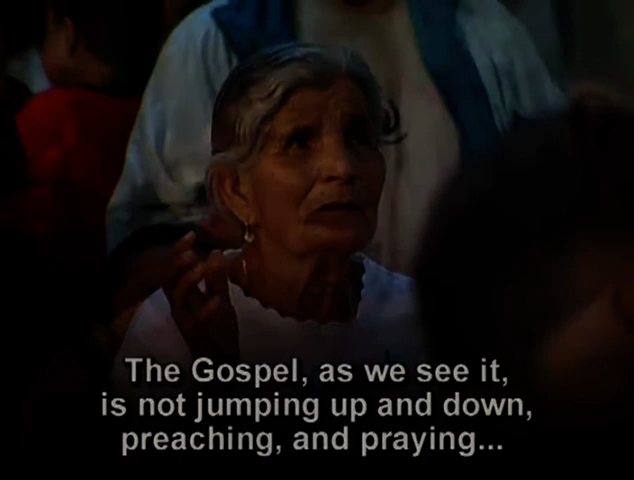 The Gospel, as we see it,
is not jumping up and down,
preaching, and praying...